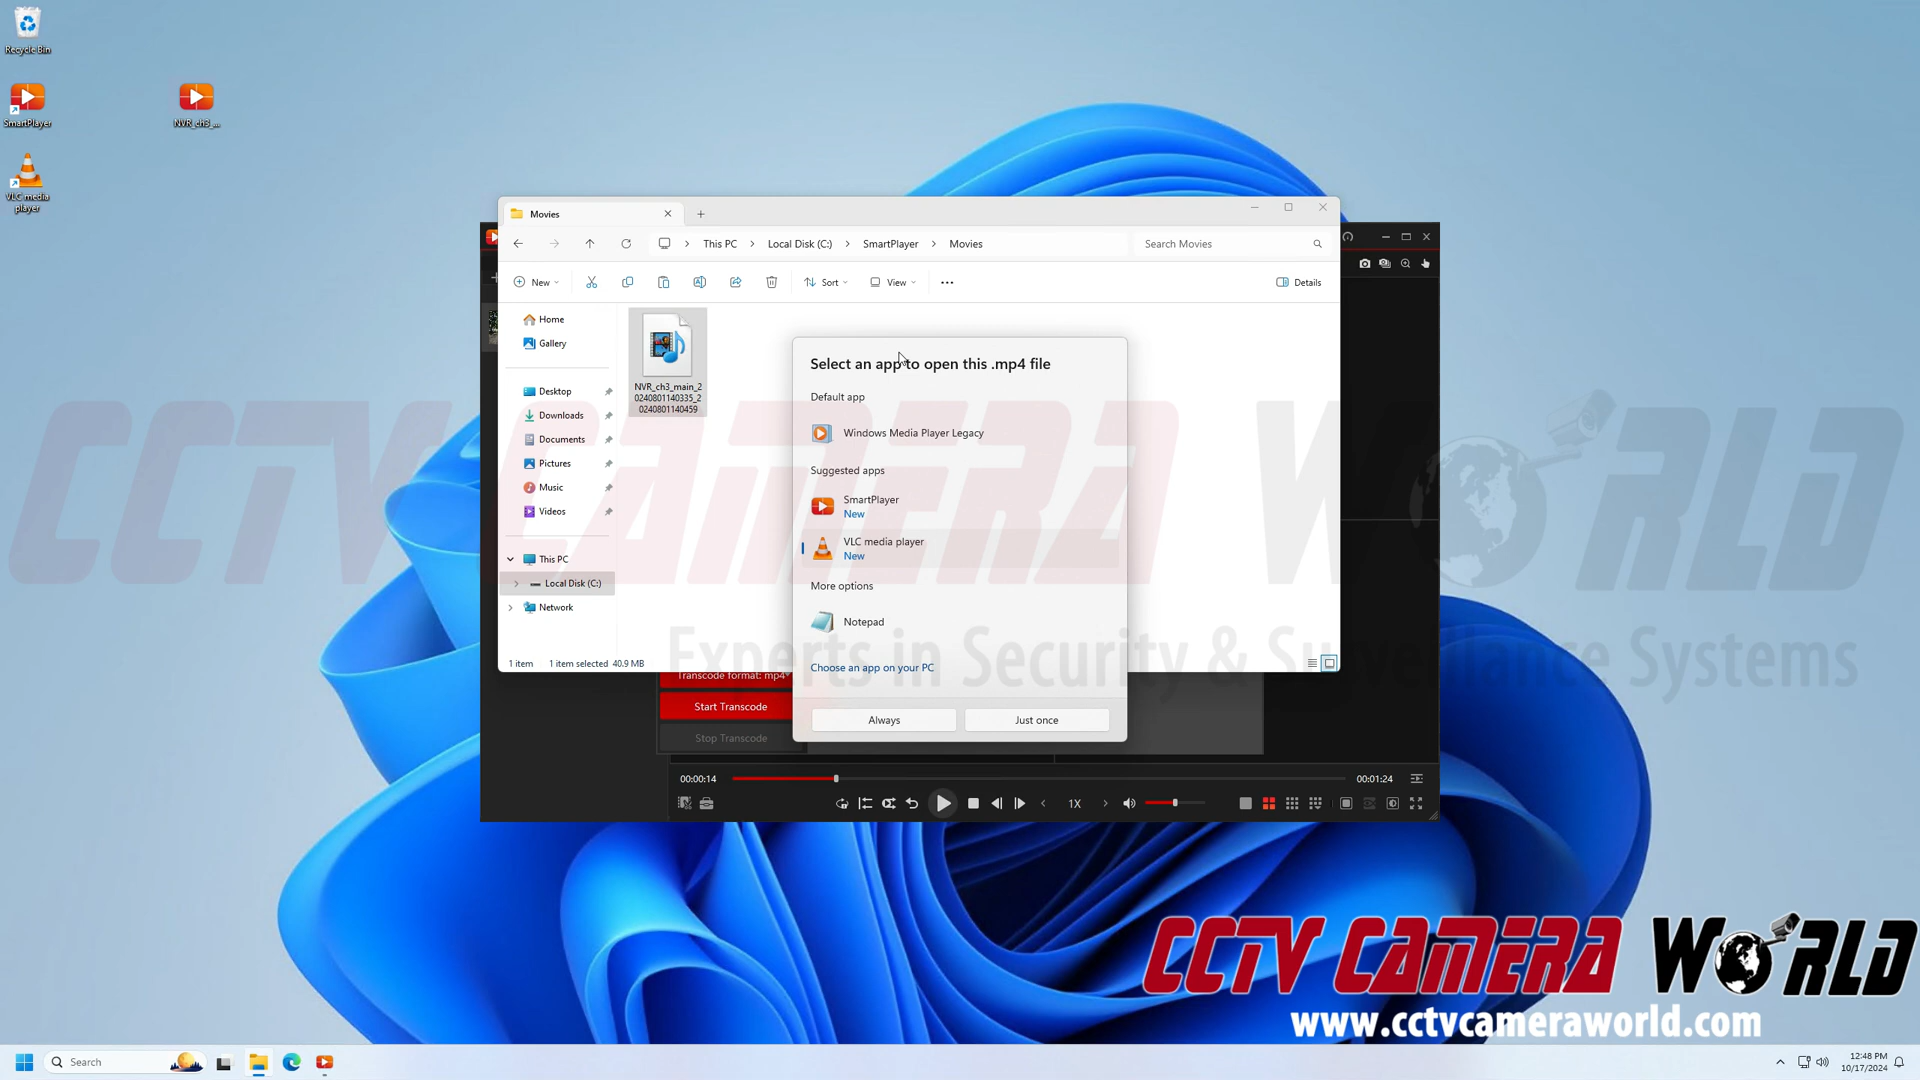 Recycle Bin
SmartPlayer
NVR_ch3_...
VLC media
player
Movies
This PC
Local Disk (C:)
SmartPlayer
Movies
Search Movies
New
Sort
View
Details
Home
Gallery
Desktop
Downloads
Documents
Pictures
Music
Videos
This PC
Local Disk (C:)
Network
NVR_ch3_main_2
0240801140335_2
0240801140459
1 item
1 item selected 40.9 MB
Select an app to open this .mp4 file
Default app
Windows Media Player Legacy
Suggested apps
SmartPlayer
New
VLC media player
New
More options
Notepad
Choose an app on your PC
Always
Just once
Transcode format: mp4
Start Transcode
Stop Transcode
00:00:14
00:01:24
1X
CCTV CAMERA WORLD
Experts in Security & Surveillance Systems
CCTV CAMERA WORLD
www.cctvcameraworld.com
Search
12:48 PM
10/17/2024